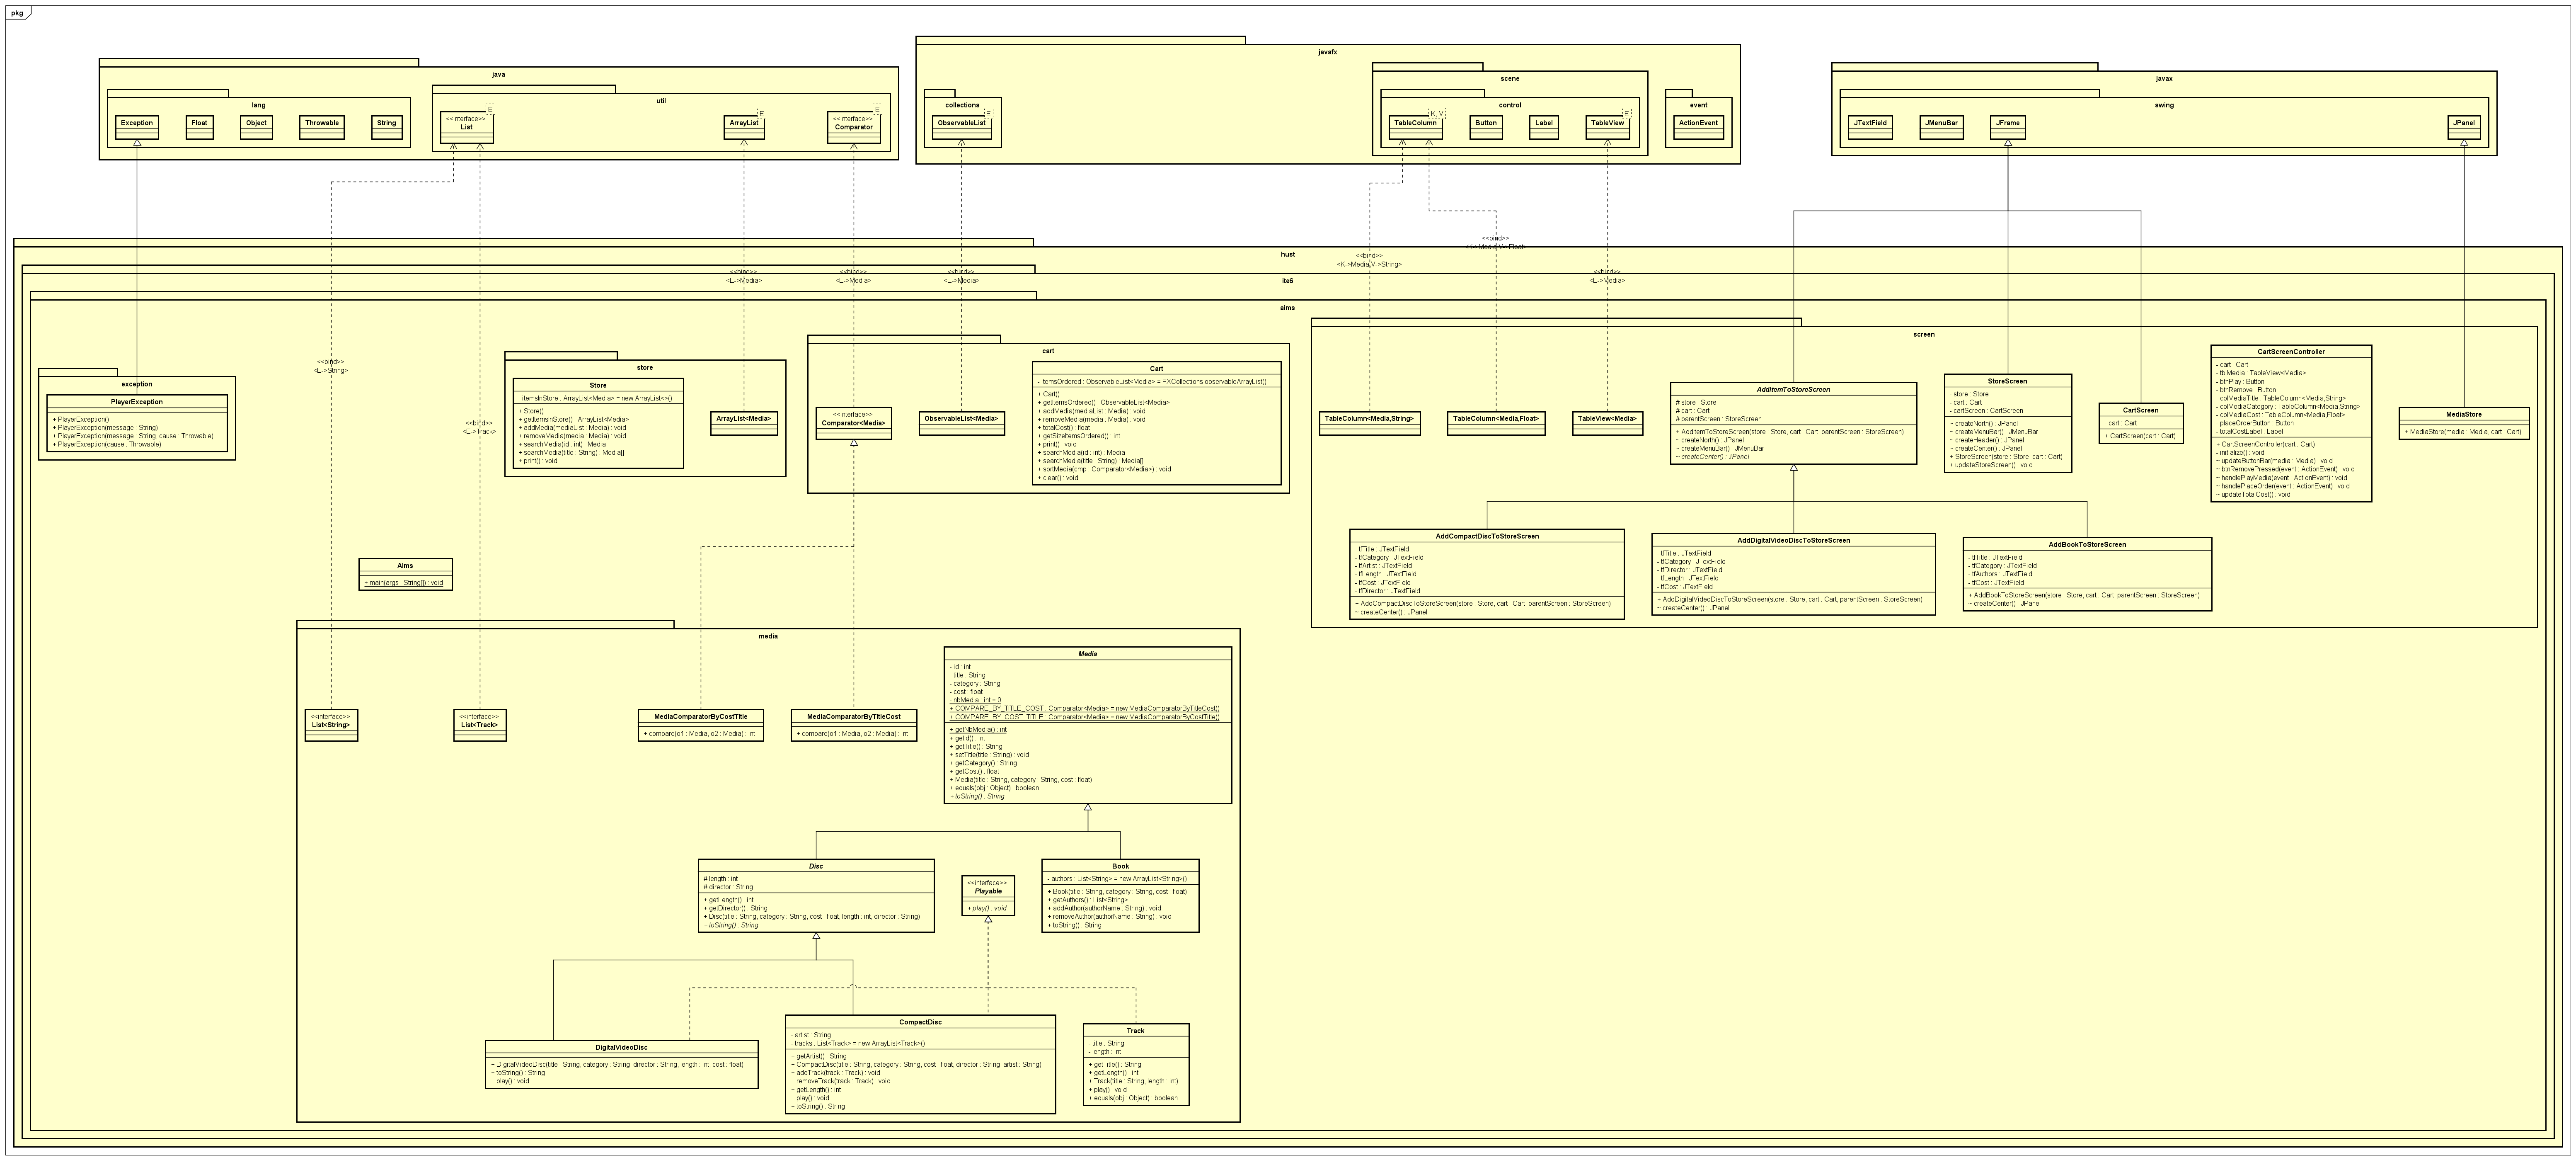 pkg
java
lang
Exception
Float
Object
Throwable
String
util
E
<<interface>>
List
E
ArrayList
E
<<interface>>
Comparator
javafx
collections
E
ObservableList
scene
control
K, V
TableColumn
Button
Label
E
TableView
event
ActionEvent
javax
swing
JTextField
JMenuBar
JFrame
JPanel
hust
ite6
aims
<<bind>>
<E->String>
<<bind>>
<E->Track>
<<bind>>
<E->Media>
<<bind>>
<E->Media>
<<bind>>
<E->Media>
<<bind>>
<K->Media,V->String>
<<bind>>
<K->Media,V->Float>
<<bind>>
<E->Media>
exception
PlayerException
+ PlayerException()
+ PlayerException(message : String)
+ PlayerException(message : String, cause : Throwable)
+ PlayerException(cause : Throwable)
store
Store
- itemsInStore : ArrayList<Media> = new ArrayList<>()
+ Store()
+ getItemsInStore() : ArrayList<Media>
+ addMedia(mediaList : Media) : void
+ removeMedia(media : Media) : void
+ searchMedia(id : int) : Media
+ searchMedia(title : String) : Media[]
+ print() : void
ArrayList<Media>
cart
<<interface>>
Comparator<Media>
ObservableList<Media>
Cart
- itemsOrdered : ObservableList<Media> = FXCollections.observableArrayList()
+ Cart()
+ getItemsOrdered() : ObservableList<Media>
+ addMedia(mediaList : Media) : void
+ removeMedia(media : Media) : void
+ totalCost() : float
+ getSizeItemsOrdered() : int
+ print() : void
+ searchMedia(id : int) : Media
+ searchMedia(title : String) : Media[]
+ sortMedia(cmp : Comparator<Media>) : void
+ clear() : void
screen
TableColumn<Media,String>
TableColumn<Media,Float>
TableView<Media>
AddItemToStoreScreen
# store : Store
# cart : Cart
# parentScreen : StoreScreen
+ AddItemToStoreScreen(store : Store, cart : Cart, parentScreen : StoreScreen)
~ createNorth() : JPanel
~ createMenuBar() : JMenuBar
~ createCenter() : JPanel
StoreScreen
- store : Store
- cart : Cart
- cartScreen : CartScreen
~ createNorth() : JPanel
~ createMenuBar() : JMenuBar
~ createHeader() : JPanel
~ createCenter() : JPanel
+ StoreScreen(store : Store, cart : Cart)
+ updateStoreScreen() : void
CartScreen
- cart : Cart
+ CartScreen(cart : Cart)
CartScreenController
- cart : Cart
- tblMedia : TableView<Media>
- btnPlay : Button
- btnRemove : Button
- colMediaTitle : TableColumn<Media,String>
- colMediaCategory : TableColumn<Media,String>
- colMediaCost : TableColumn<Media,Float>
- placeOrderButton : Button
- totalCostLabel : Label
+ CartScreenController(cart : Cart)
- initialize() : void
~ updateButtonBar(media : Media) : void
~ btnRemovePressed(event : ActionEvent) : void
~ handlePlayMedia(event : ActionEvent) : void
~ handlePlaceOrder(event : ActionEvent) : void
~ updateTotalCost() : void
MediaStore
+ MediaStore(media : Media, cart : Cart)
AddCompactDiscToStoreScreen
- tfTitle : JTextField
- tfCategory : JTextField
- tfArtist : JTextField
- tfLength : JTextField
- tfCost : JTextField
- tfDirector : JTextField
+ AddCompactDiscToStoreScreen(store : Store, cart : Cart, parentScreen : StoreScreen)
~ createCenter() : JPanel
AddDigitalVideoDiscToStoreScreen
- tfTitle : JTextField
- tfCategory : JTextField
- tfDirector : JTextField
- tfLength : JTextField
- tfCost : JTextField
+ AddDigitalVideoDiscToStoreScreen(store : Store, cart : Cart, parentScreen : StoreScreen)
~ createCenter() : JPanel
AddBookToStoreScreen
- tfTitle : JTextField
- tfCategory : JTextField
- tfAuthors : JTextField
- tfCost : JTextField
+ AddBookToStoreScreen(store : Store, cart : Cart, parentScreen : StoreScreen)
~ createCenter() : JPanel
Aims
+ main(args : String[]) : void
media
<<interface>>
List<String>
<<interface>>
List<Track>
MediaComparatorByCostTitle
+ compare(o1 : Media, o2 : Media) : int
MediaComparatorByTitleCost
+ compare(o1 : Media, o2 : Media) : int
Media
- id : int
- title : String
- category : String
- cost : float
- nbMedia : int = 0
+ COMPARE_BY_TITLE_COST : Comparator<Media> = new MediaComparatorByTitleCost()
+ COMPARE_BY_COST_TITLE : Comparator<Media> = new MediaComparatorByCostTitle()
+ getNbMedia() : int
+ getId() : int
+ getTitle() : String
+ setTitle(title : String) : void
+ getCategory() : String
+ getCost() : float
+ Media(title : String, category : String, cost : float)
+ equals(obj : Object) : boolean
+ toString() : String
Disc
# length : int
# director : String
+ getLength() : int
+ getDirector() : String
+ Disc(title : String, category : String, cost : float, length : int, director : String)
+ toString() : String
<<interface>>
Playable
+ play() : void
Book
- authors : List<String> = new ArrayList<String>()
+ Book(title : String, category : String, cost : float)
+ getAuthors() : List<String>
+ addAuthor(authorName : String) : void
+ removeAuthor(authorName : String) : void
+ toString() : String
DigitalVideoDisc
+ DigitalVideoDisc(title : String, category : String, director : String, length : int, cost : float)
+ toString() : String
+ play() : void
CompactDisc
- artist : String
- tracks : List<Track> = new ArrayList<Track>()
+ getArtist() : String
+ CompactDisc(title : String, category : String, cost : float, director : String, artist : String)
+ addTrack(track : Track) : void
+ removeTrack(track : Track) : void
+ getLength() : int
+ play() : void
+ toString() : String
Track
- title : String
- length : int
+ getTitle() : String
+ getLength() : int
+ Track(title : String, length : int)
+ play() : void
+ equals(obj : Object) : boolean